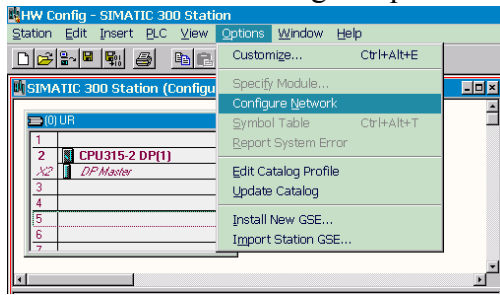 HW Config - SIMATIC 300 Station
Station Edit Insert PLC View Options Window Help
Customize... Ctrl+Alt+E
Specify Module...
SIMATIC 300 Station (Configu
Configure Network
(0) UR
Symbol Table Ctrl+Alt+T
1
Report System Error
2 CPU315-2 DP(1)
X2 DP Master
Edit Catalog Profile
3
Update Catalog
4
5
Install New GSE...
6
Import Station GSE...
7